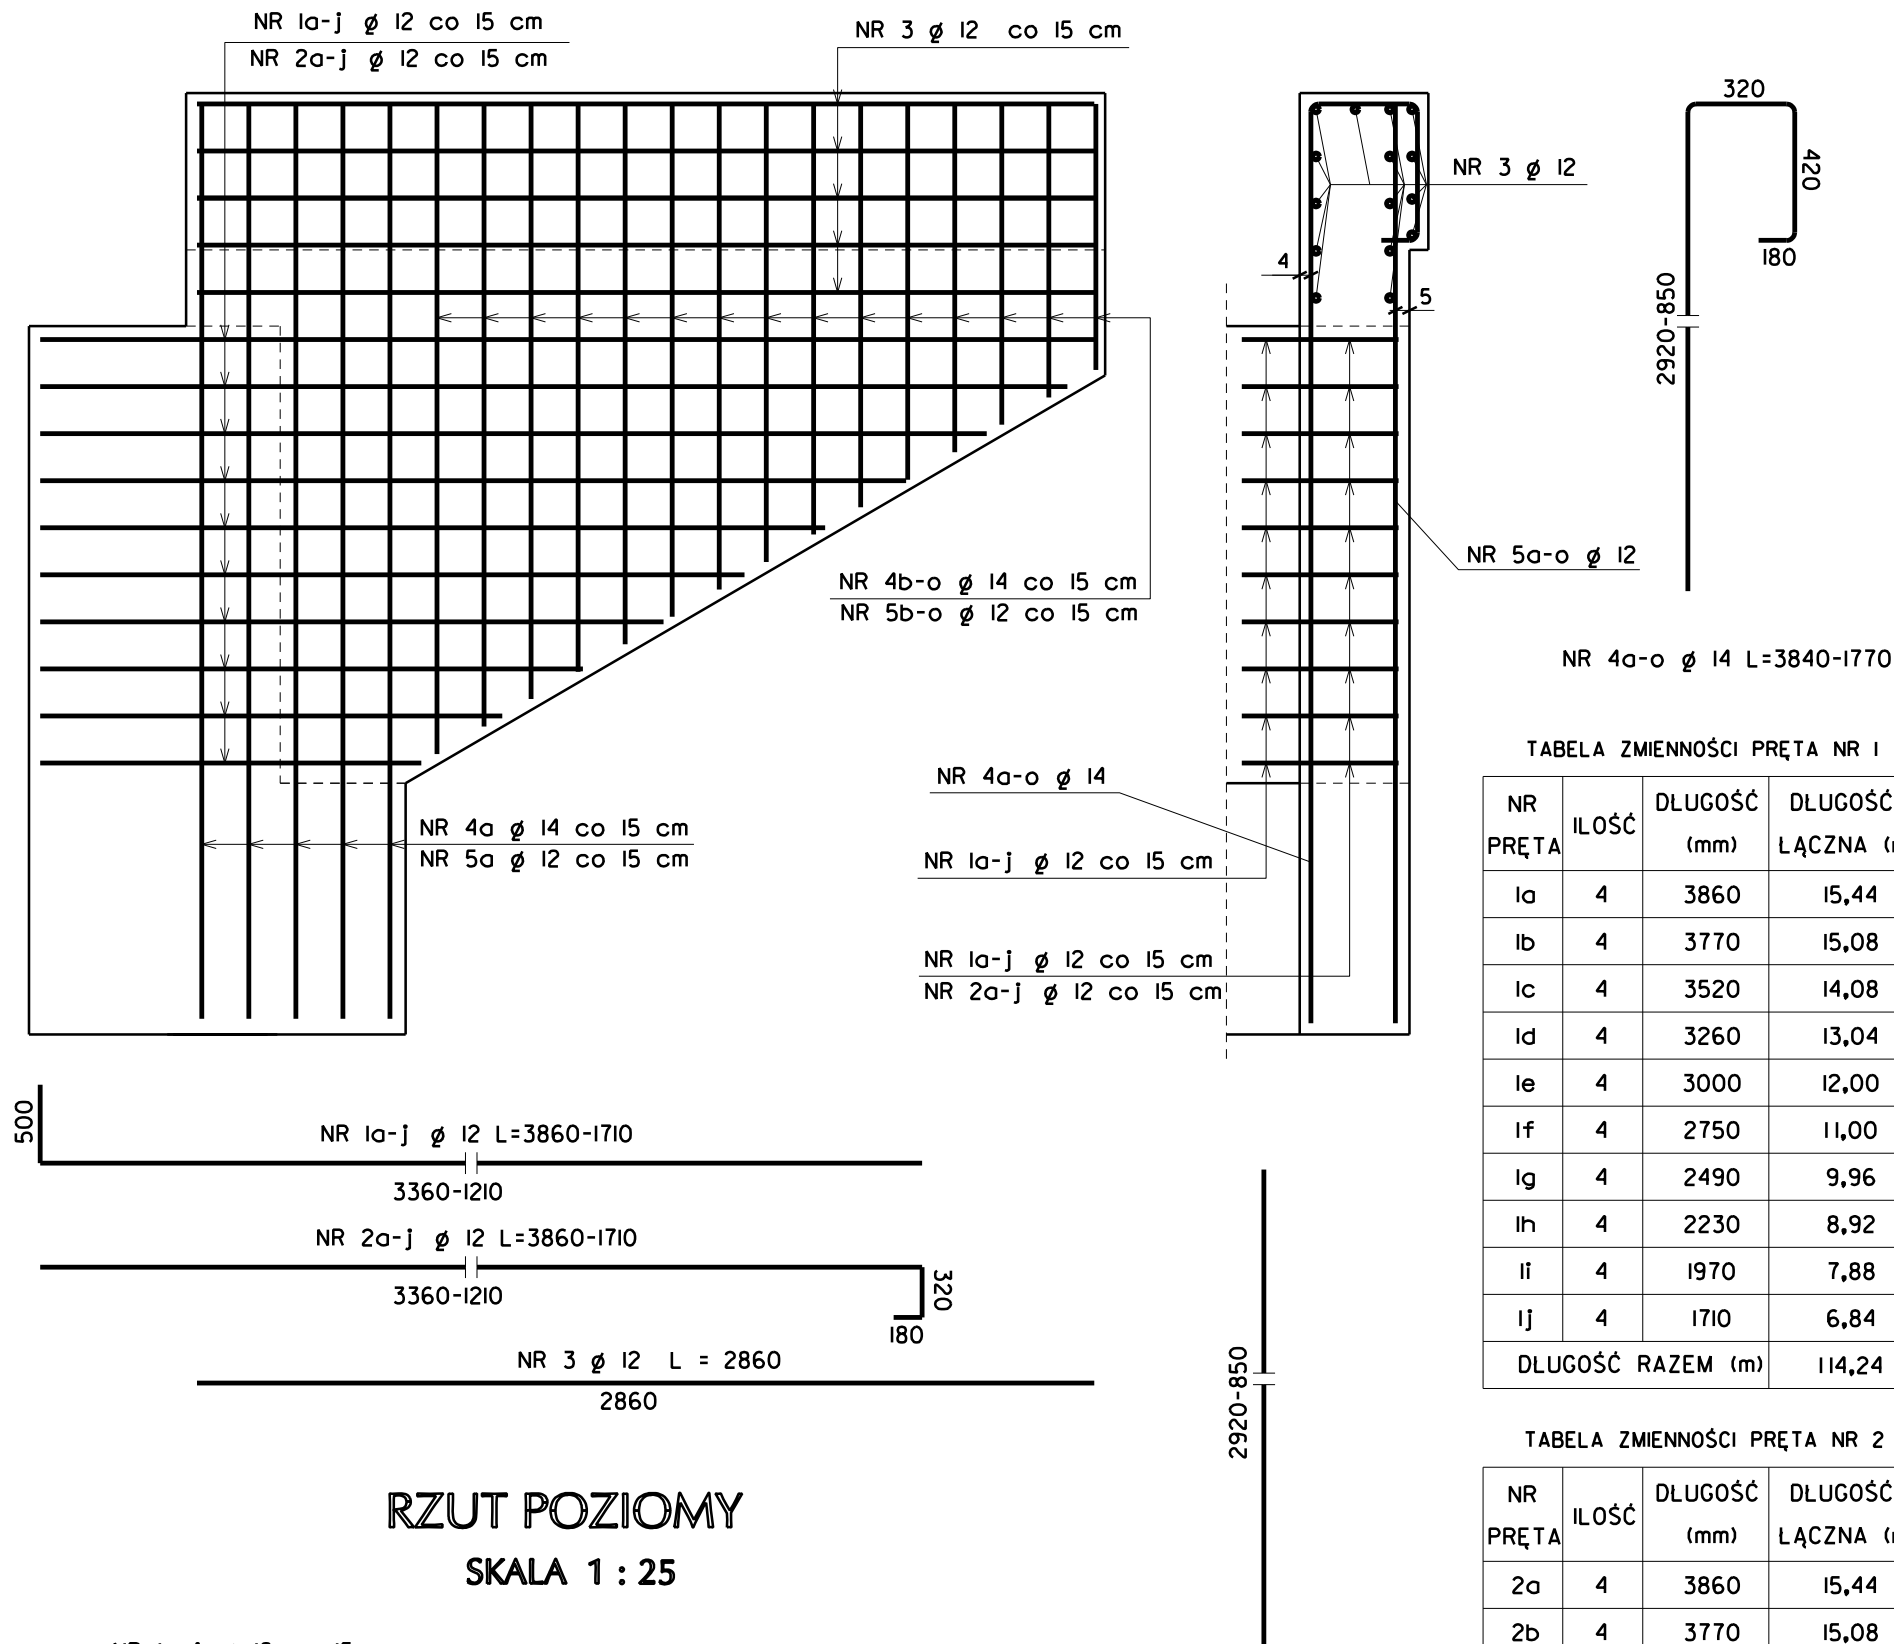 NR 1a-j ø 12 co 15 cm
NR 2a-j ø 12 co 15 cm
NR 3 ø 12 co 15 cm
NR 3 ø 12
4
5
320
420
180
2920-850
NR 4b-o ø 14 co 15 cm
NR 5b-o ø 12 co 15 cm
NR 5a-o ø 12
NR 4a-o ø 14 L=3840-1770
NR 4a-o ø 14
NR 4a ø 14 co 15 cm
NR 5a ø 12 co 15 cm
NR 1a-j ø 12 co 15 cm
NR 1a-j ø 12 co 15 cm
NR 2a-j ø 12 co 15 cm
500
NR 1a-j ø 12 L=3860-1710
3360-1210
NR 2a-j ø 12 L=3860-1710
3360-1210
320
180
NR 3 ø 12 L = 2860
2860
2920-850
RZUT POZIOMY
SKALA 1 : 25
TABELA ZMIENNOŚCI PRĘTA NR 1
NR PRĘTA ILOŚĆ DŁUGOŚĆ (mm) DŁUGOŚĆ ŁĄCZNA
1a 4 3860 15,44
1b 4 3770 15,08
1c 4 3520 14,08
1d 4 3260 13,04
1e 4 3000 12,00
1f 4 2750 11,00
1g 4 2490 9,96
1h 4 2230 8,92
1i 4 1970 7,88
1j 4 1710 6,84
DŁUGOŚĆ RAZEM (m) 114,24
TABELA ZMIENNOŚCI PRĘTA NR 2
NR PRĘTA ILOŚĆ DŁUGOŚĆ (mm) DŁUGOŚĆ ŁĄCZNA
2a 4 3860 15,44
2b 4 3770 15,08